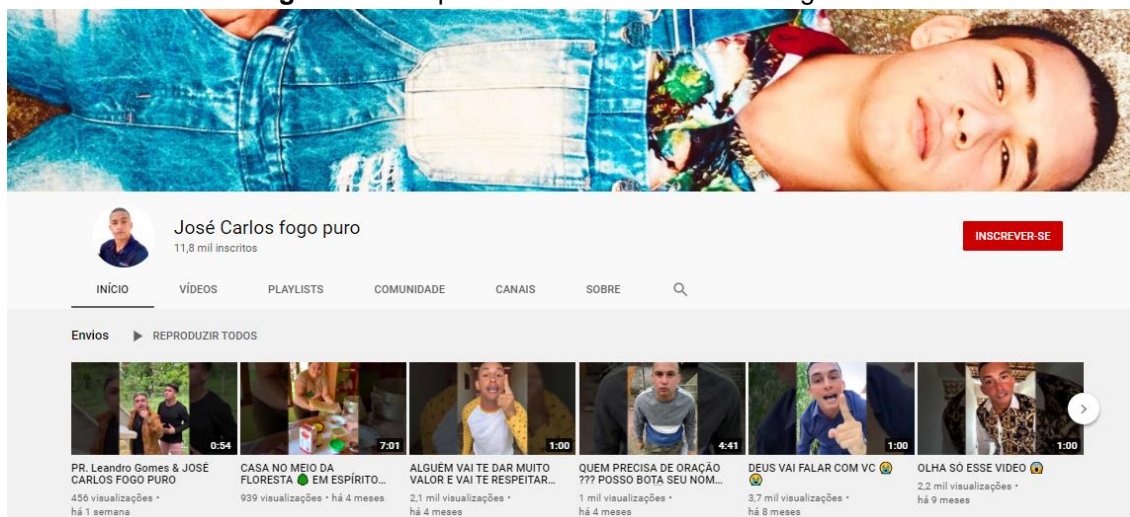 José Carlos fogo puro
11,8 mil inscritos
INSCREVER-SE
INÍCIO VÍDEOS PLAYLISTS COMUNIDADE CANAIS SOBRE
Envios REPRODUZIR TODOS
0:54
7:01
1:00
4:41
1:00
1:00
PR. Leandro Gomes & JOSÉ
CARLOS FOGO PURO
456 visualizações •
há 1 semana
CASA NO MEIO DA
FLORESTA 🌳 EM ESPÍRITO...
939 visualizações • há 4 meses
ALGUÉM VAI TE DAR MUITO
VALOR E VAI TE RESPEITAR...
2,1 mil visualizações •
há 4 meses
QUEM PRECISA DE ORAÇÃO
??? POSSO BOTA SEU NOM...
1 mil visualizações •
há 4 meses
DEUS VAI FALAR COM VC 😭
😭
3,7 mil visualizações •
há 8 meses
OLHA SÓ ESSE VIDEO 😱
2,2 mil visualizações •
há 9 meses